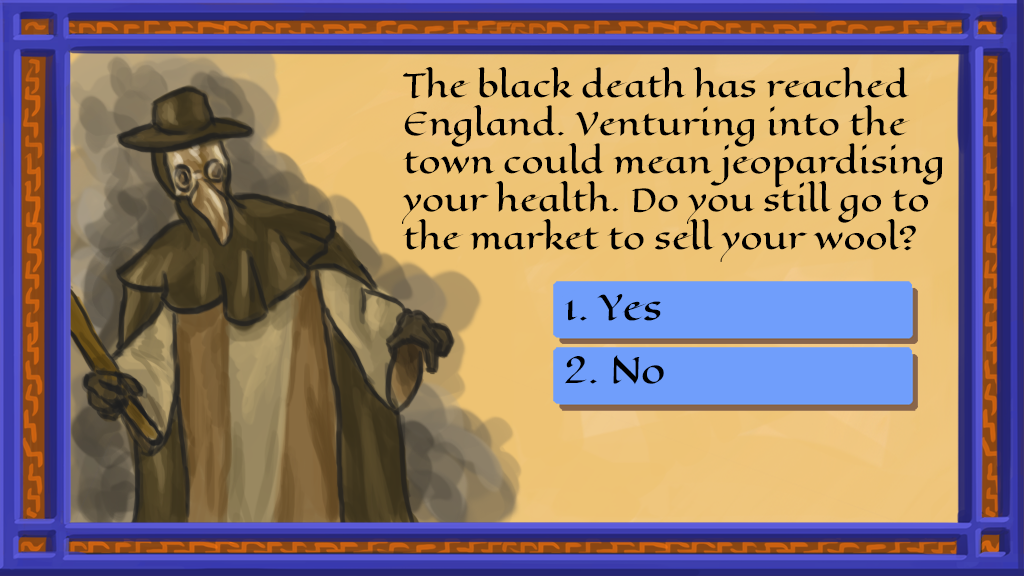 The black death has reached
England. Venturing into the
town could mean jeopardising
your health. Do you still go to
the market to sell your wool?
1. Yes
2. No